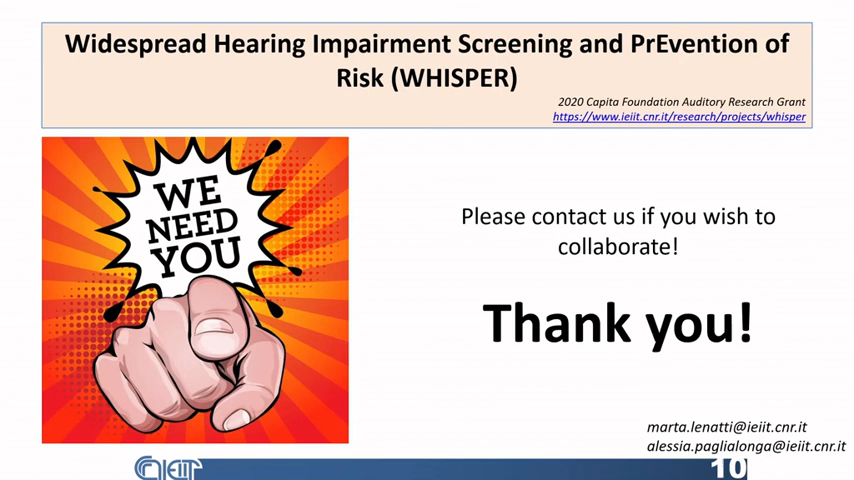 Widespread Hearing Impairment Screening and PrEvention of
Risk (WHISPER)
2020 Capita Foundation Auditory Research Grant
https://www.ieiit.cnr.it/research/projects/whisper
WE
NEED
YOU
Please contact us if you wish to
collaborate!
Thank you!
marta.lenatti@ieiit.cnr.it
alessia.paglialonga@ieiit.cnr.it
10